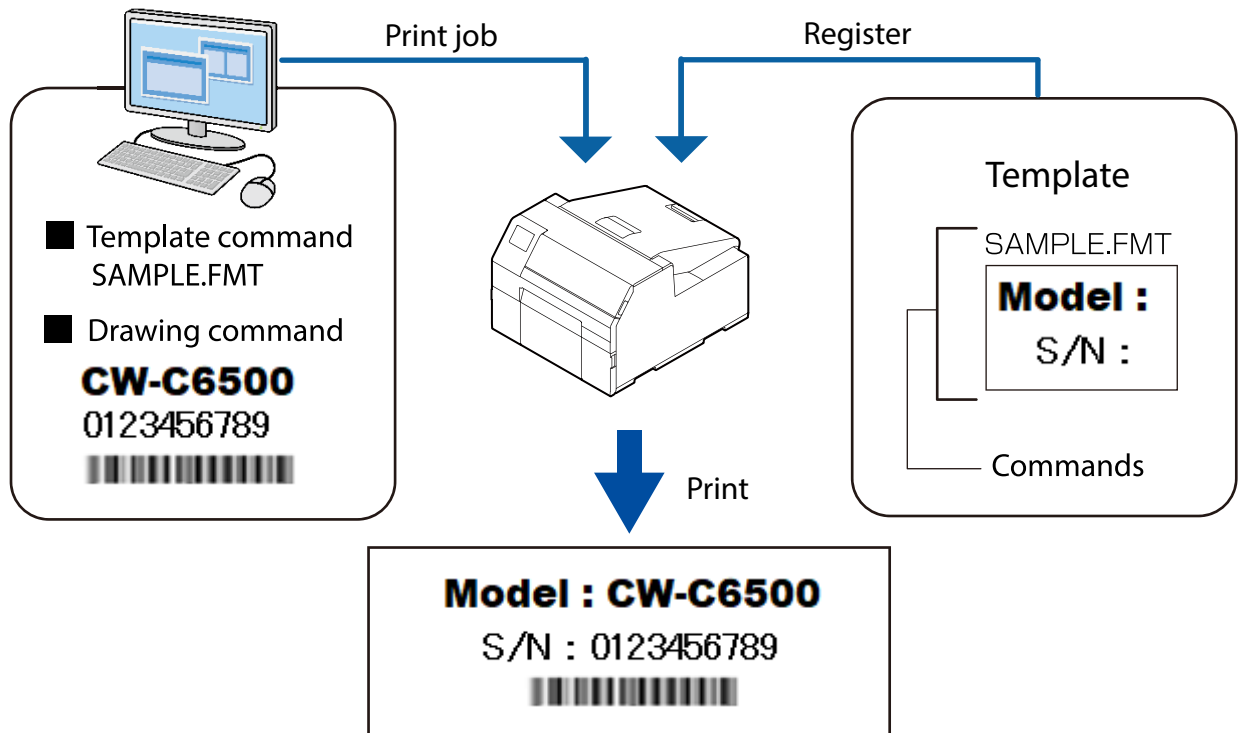 Print job
Register
■ Template command
SAMPLE.FMT
■ Drawing command
CW-C6500
0123456789
Template
SAMPLE.FMT
Model :
S/N :
Commands
Print
Model : CW-C6500
S/N : 0123456789